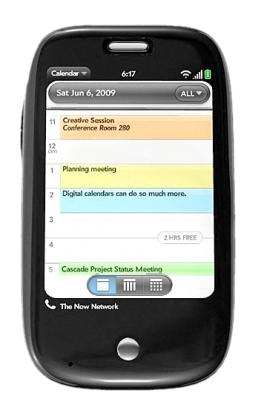 Calendar 6:17
Sat Jun 6, 2009 ALL
11 Creative Session
Conference Room 280
12
pm
1 Planning meeting
2 Digital calendars can do so much more.
3
4 2 HRS FREE
5 Cascade Project Status Meeting
The Now Network